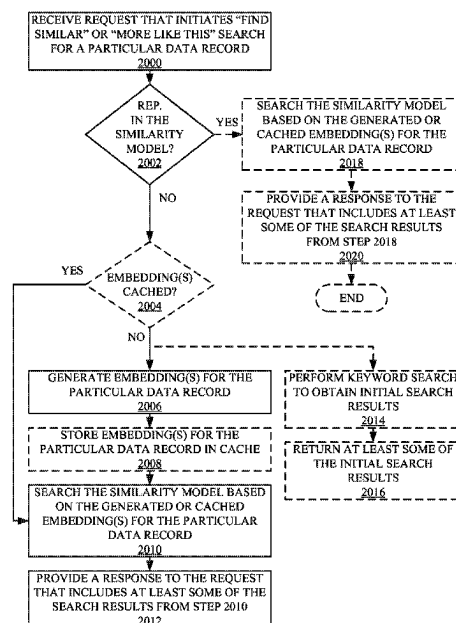 RECEIVE REQUEST THAT INITIATES “FIND
SIMILAR” OR “MORE LIKE THIS” SEARCH
FOR A PARTICULAR DATA RECORD
2000
REP.
IN THE
SIMILARITY
MODEL?
2002
YES
SEARCH THE SIMILARITY MODEL
BASED ON THE GENERATED OR
CACHED EMBEDDING(S) FOR THE
PARTICULAR DATA RECORD
2018
NO
PROVIDE A RESPONSE TO THE
REQUEST THAT INCLUDES AT LEAST
SOME OF THE SEARCH RESULTS
FROM STEP 2018
2020
END
YES
EMBEDDING(S)
CACHED?
2004
NO
GENERATE EMBEDDING(S) FOR THE
PARTICULAR DATA RECORD
2006
PERFORM KEYWORD SEARCH
TO OBTAIN INITIAL SEARCH
RESULTS
2014
STORE EMBEDDING(S) FOR THE
PARTICULAR DATA RECORD IN CACHE
2008
RETURN AT LEAST SOME OF
THE INITIAL SEARCH
RESULTS
2016
SEARCH THE SIMILARITY MODEL BASED
ON THE GENERATED OR CACHED
EMBEDDING(S) FOR THE PARTICULAR
DATA RECORD
2010
PROVIDE A RESPONSE TO THE REQUEST
THAT INCLUDES AT LEAST SOME OF THE
SEARCH RESULTS FROM STEP 2010
2012